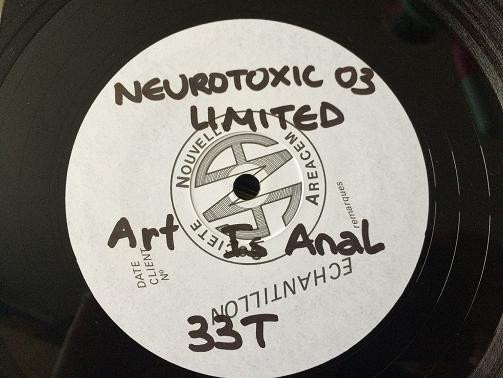 NEUROTOXIC 03
LIMITED
NOUVELLE
AREACEM
Art Is Anal
remarques
DATE
CLIENT
Nº
ECHANTILLON
33T